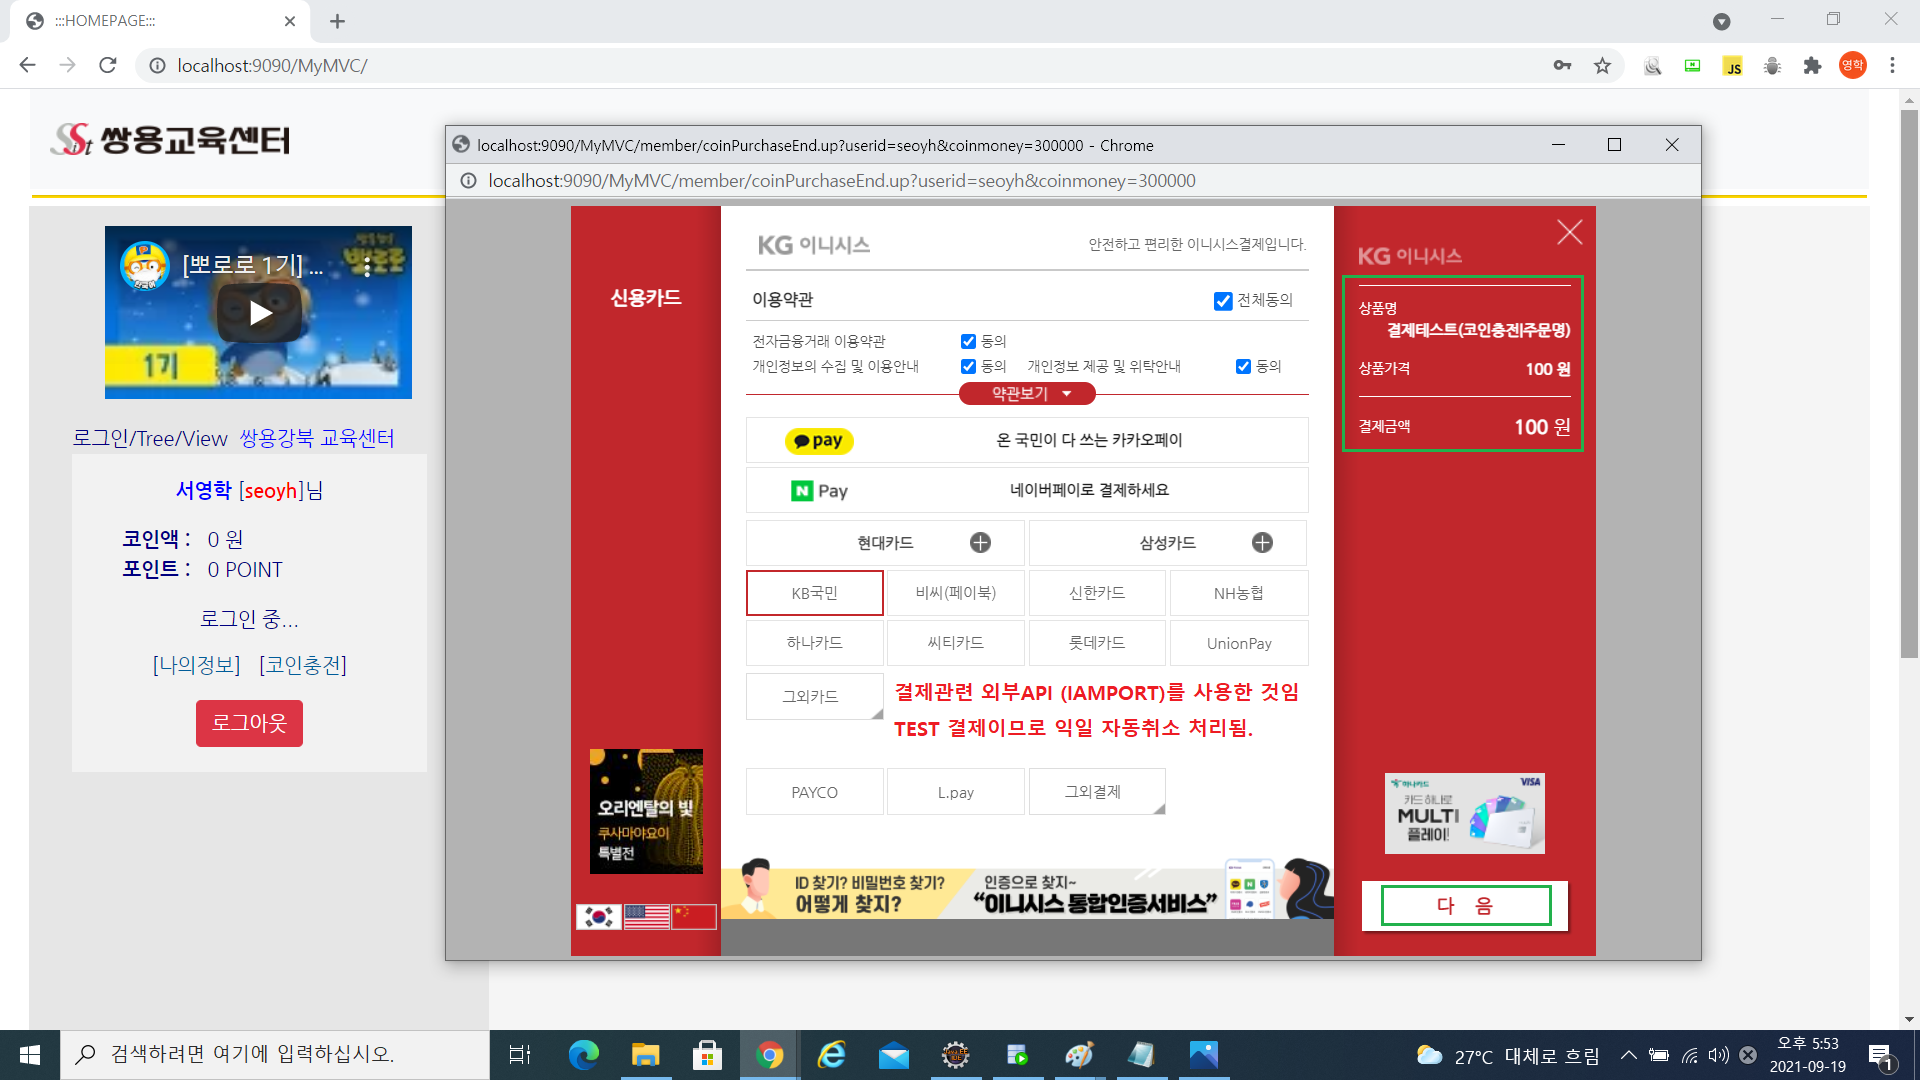 :::HOMEPAGE:::
localhost:9090/MyMVC/
JS
영학
SSist 쌍용교육센터
[뽀로로 1기] ...
1기
로그인/Tree/View 쌍용강북 교육센터
서영학 [seoyh]님
코인액 : 0 원
포인트 : 0 POINT
로그인 중...
[나의정보] [코인충전]
로그아웃
localhost:9090/MyMVC/member/coinPurchaseEnd.up?userid=seoyh&coinmoney=300000 - Chrome
localhost:9090/MyMVC/member/coinPurchaseEnd.up?userid=seoyh&coinmoney=300000
신용카드
오리엔탈의 빛
쿠사마야요이
특별전
KG 이니시스
안전하고 편리한 이니시스결제입니다.
이용약관
전체동의
전자금융거래 이용약관 동의
개인정보의 수집 및 이용안내 동의 개인정보 제공 및 위탁안내 동의
약관보기
pay 온 국민이 다 쓰는 카카오페이
N Pay 네이버페이로 결제하세요
현대카드 삼성카드
KB국민 비씨(페이북) 신한카드 NH농협
하나카드 씨티카드 롯데카드 UnionPay
그외카드
결제관련 외부API (IAMPORT)를 사용한 것임
TEST 결제이므로 익일 자동취소 처리됨.
PAYCO L.pay 그외결제
ID 찾기? 비밀번호 찾기?
어떻게 찾지?
인증으로 찾지~
“이니시스 통합인증서비스”
KG 이니시스
상품명
결제테스트(코인충전|주문명)
상품가격 100 원
결제금액 100 원
하나카드 VISA
카드 하나로
MULTI
플레이!
다 음
검색하려면 여기에 입력하십시오.
27°C 대체로 흐림
오후 5:53
2021-09-19
1